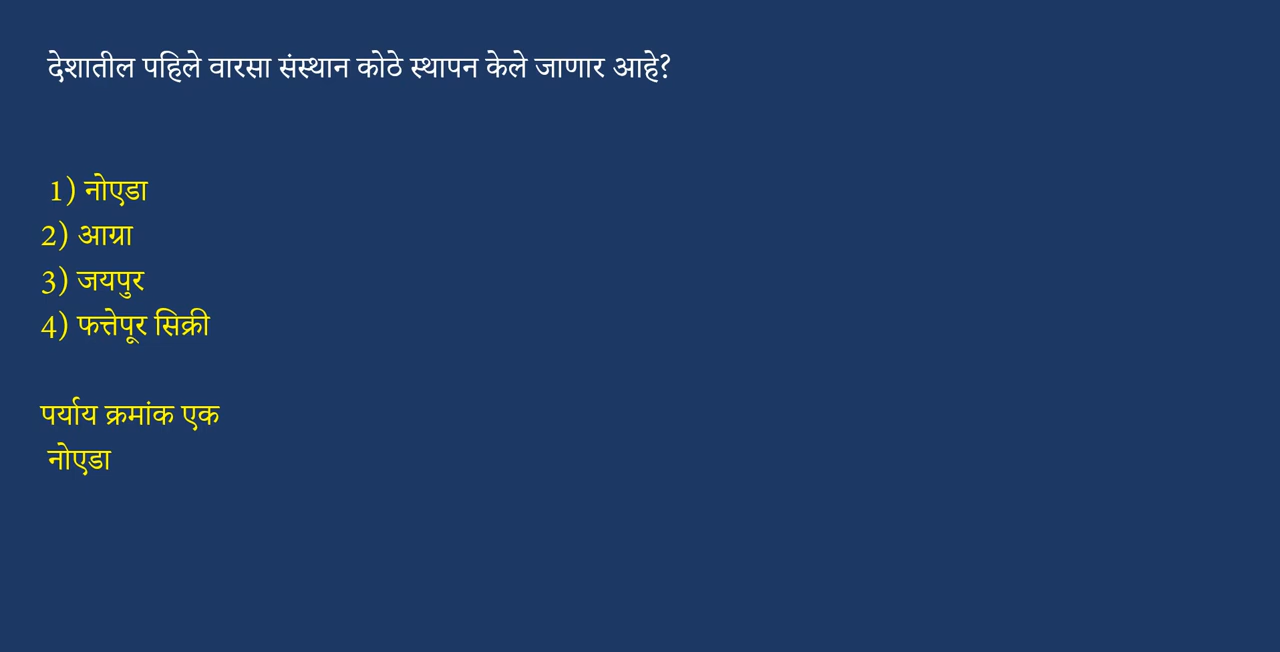 देशातील पहिले वारसा संस्थान कोठे स्थापन केले जाणार आहे?
1) नोएडा
2) आग्रा
3) जयपुर
4) फत्तेपूर सिक्री
पर्याय क्रमांक एक
नोएडा